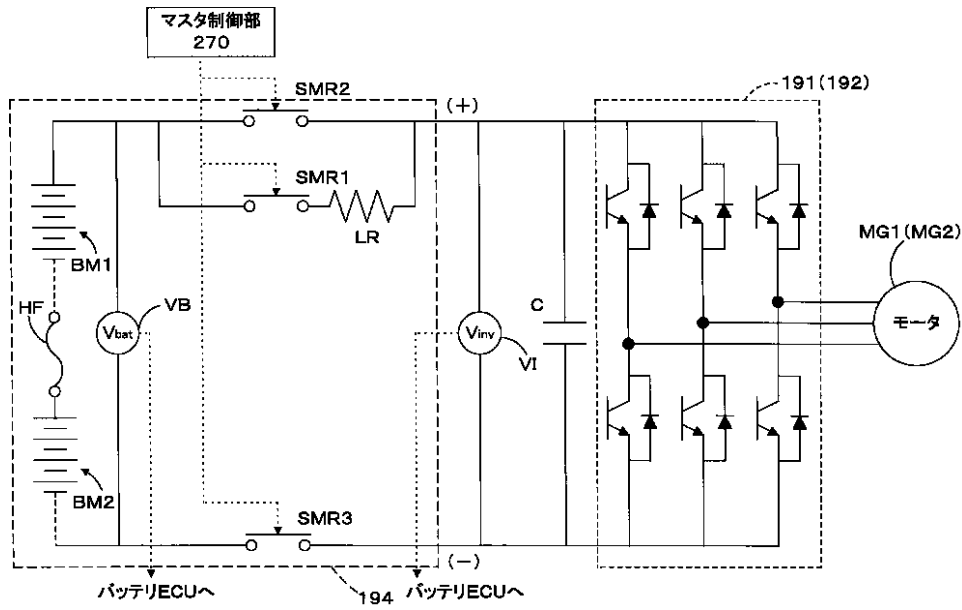 マスタ制御部
270
SMR2
(+)
191(192)
SMR1
LR
MG1(MG2)
BM1
HF
VB
Vbat
Vinv
VI
C
モータ
BM2
SMR3
(−)
バッテリECUへ
194
バッテリECUへ